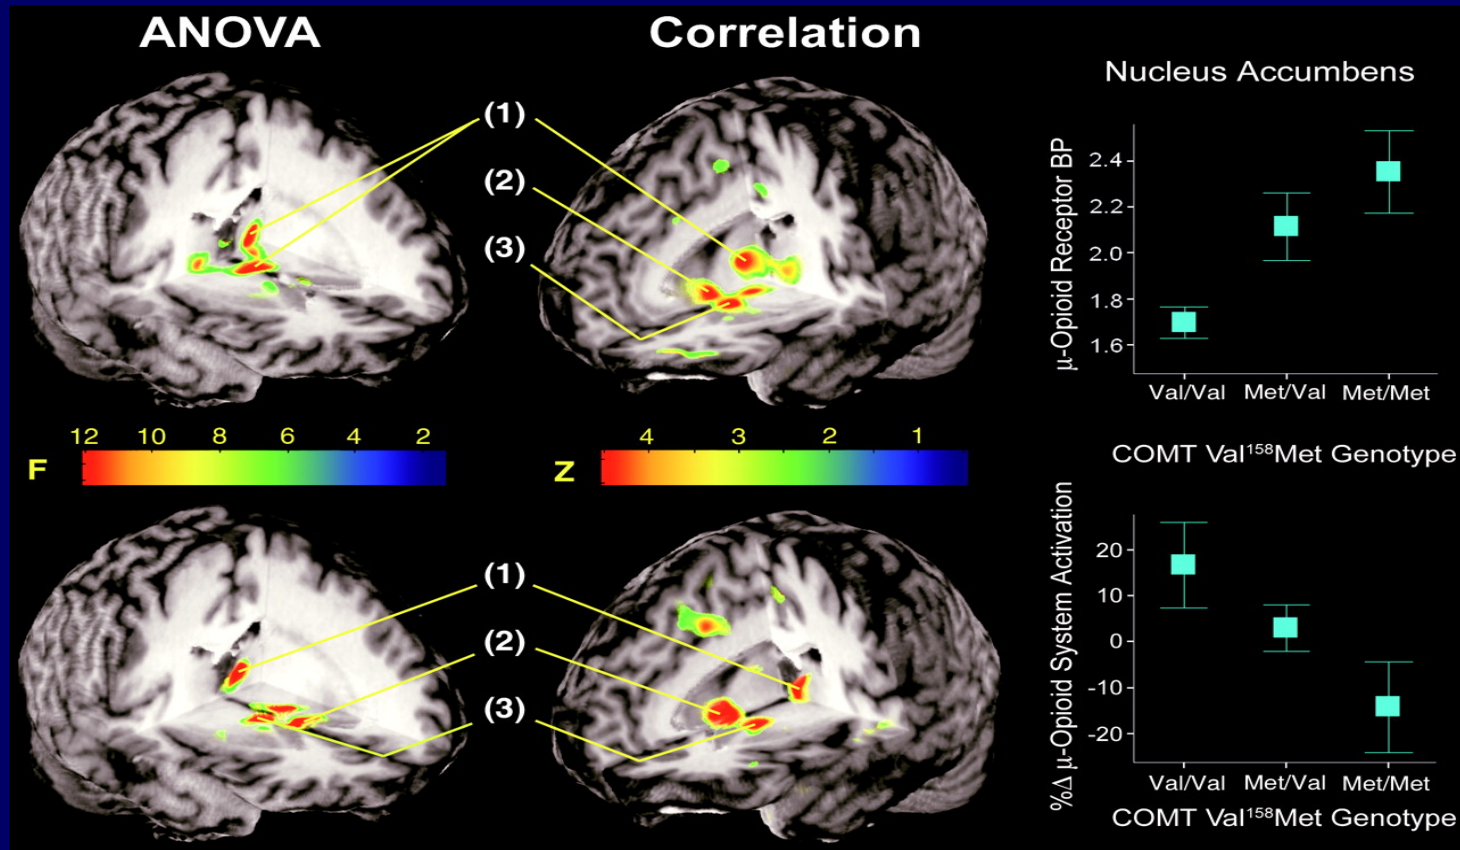 ANOVA
Correlation
Nucleus Accumbens
(1)
(2)
(3)
μ-Opioid Receptor BP
2.4
2.2
2.0
1.8
1.6
Val/Val Met/Val Met/Met
COMT Val¹⁵⁸Met Genotype
F
12 10 8 6 4 2
Z
4 3 2 1
(1)
(2)
(3)
%Δ μ-Opioid System Activation
20
10
0
-10
-20
Val/Val Met/Val Met/Met
COMT Val¹⁵⁸Met Genotype